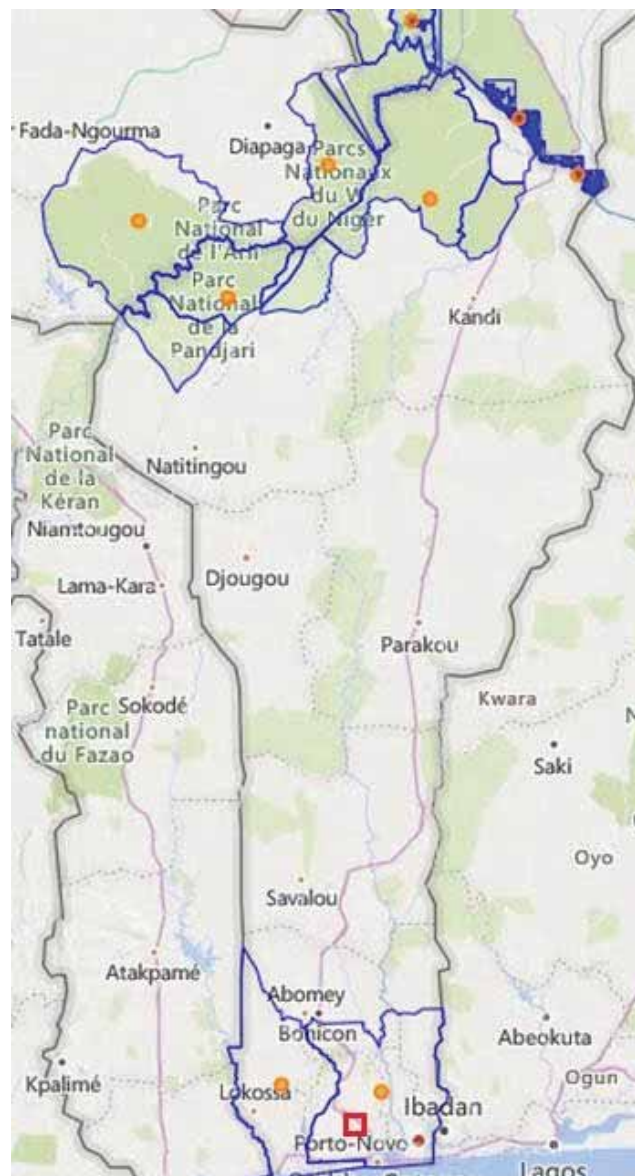 Fada-Ngourma
Diapaga
Parcs
Nationaux
du W
du Niger
Parc
National
de l'Arli
Parc
National
de la
Pandjari
Kandi
Parc
National
de la
Kéran
Natitingou
Niamtougou
Lama-Kara
Djougou
Tatale
Parakou
Parc
national
du Fazao
Sokodé
Kwara
Saki
Oyo
Savalou
Atakpamé
Abomey
Bohicon
Abeokuta
Kpalimé
Ogun
Lokossa
Ibadan
Porto-Novo
Lagos